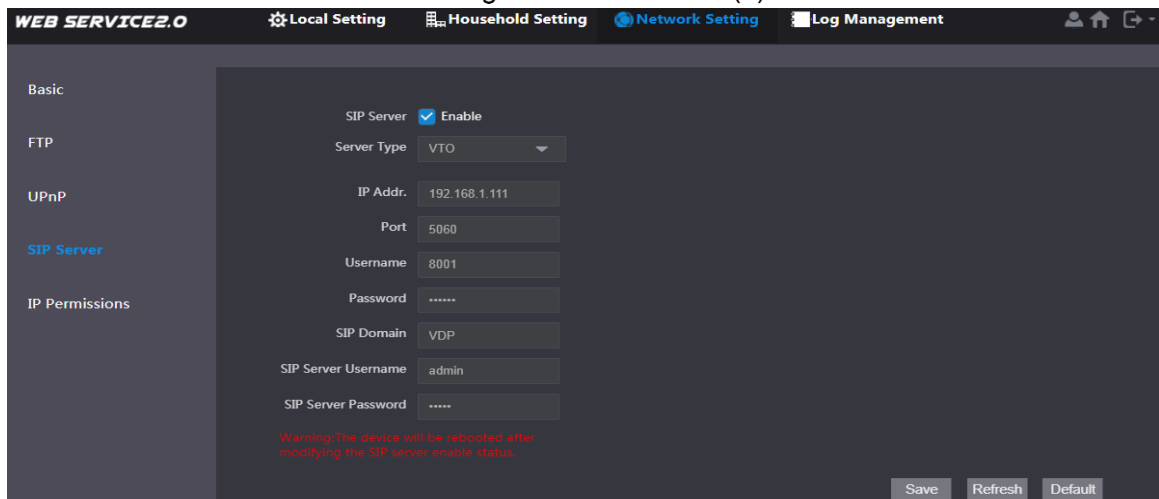 WEB SERVICE2.0
Local Setting
Household Setting
Network Setting
Log Management
Basic
FTP
UPnP
SIP Server
IP Permissions
SIP Server Enable
Server Type VTO
IP Addr. 192.168.1.111
Port 5060
Username 8001
Password ••••••
SIP Domain VDP
SIP Server Username admin
SIP Server Password •••••
Warning:The device will be rebooted after
modifying the SIP server enable status.
Save Refresh Default